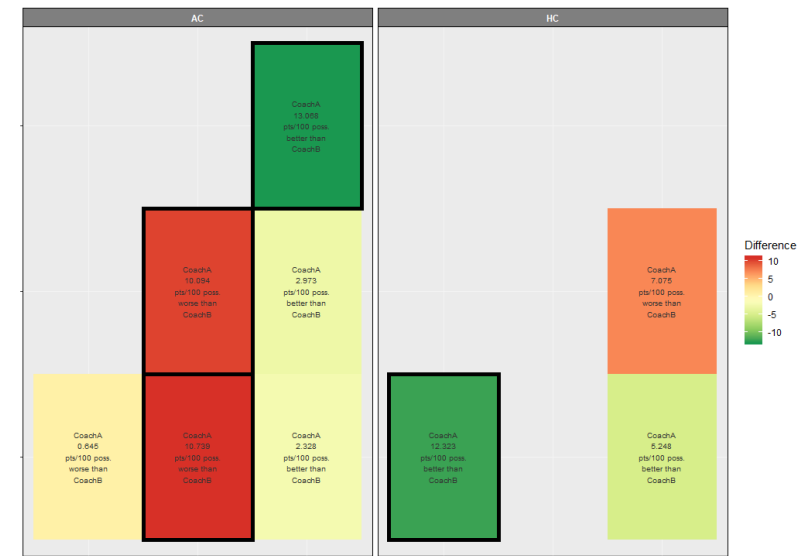 AC
HC
CoachA
13.068
pts/100 poss.
better than
CoachB
CoachA
10.094
pts/100 poss.
worse than
CoachB
CoachA
2.973
pts/100 poss.
better than
CoachB
CoachA
7.075
pts/100 poss.
worse than
CoachB
CoachA
0.645
pts/100 poss.
worse than
CoachB
CoachA
10.739
pts/100 poss.
worse than
CoachB
CoachA
2.328
pts/100 poss.
better than
CoachB
CoachA
12.323
pts/100 poss.
better than
CoachB
CoachA
5.248
pts/100 poss.
better than
CoachB
Difference
10
5
0
-5
-10